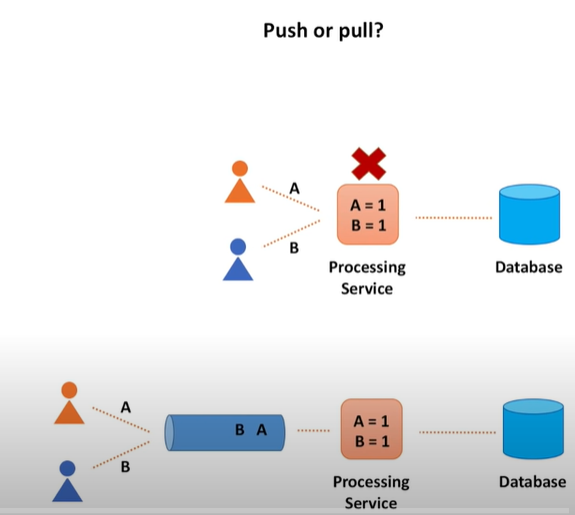 Push or pull?
A
A = 1
B = 1
B
Processing
Service
Database
A
B A
A = 1
B = 1
B
Processing
Service
Database